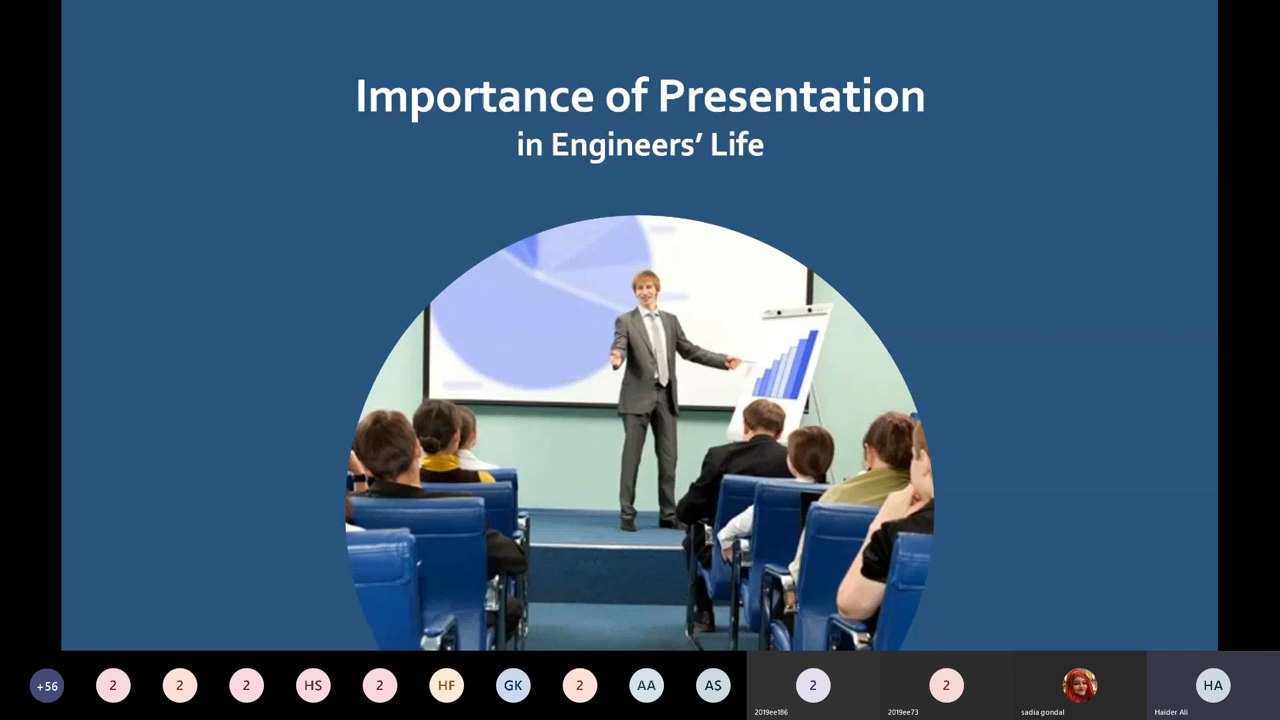 Importance of Presentation
in Engineers’ Life
+56
2
2
2
HS
2
HF
GK
2
AA
AS
2
2019ee186
2
2019ee73
sadia gondal
HA
Haider Ali